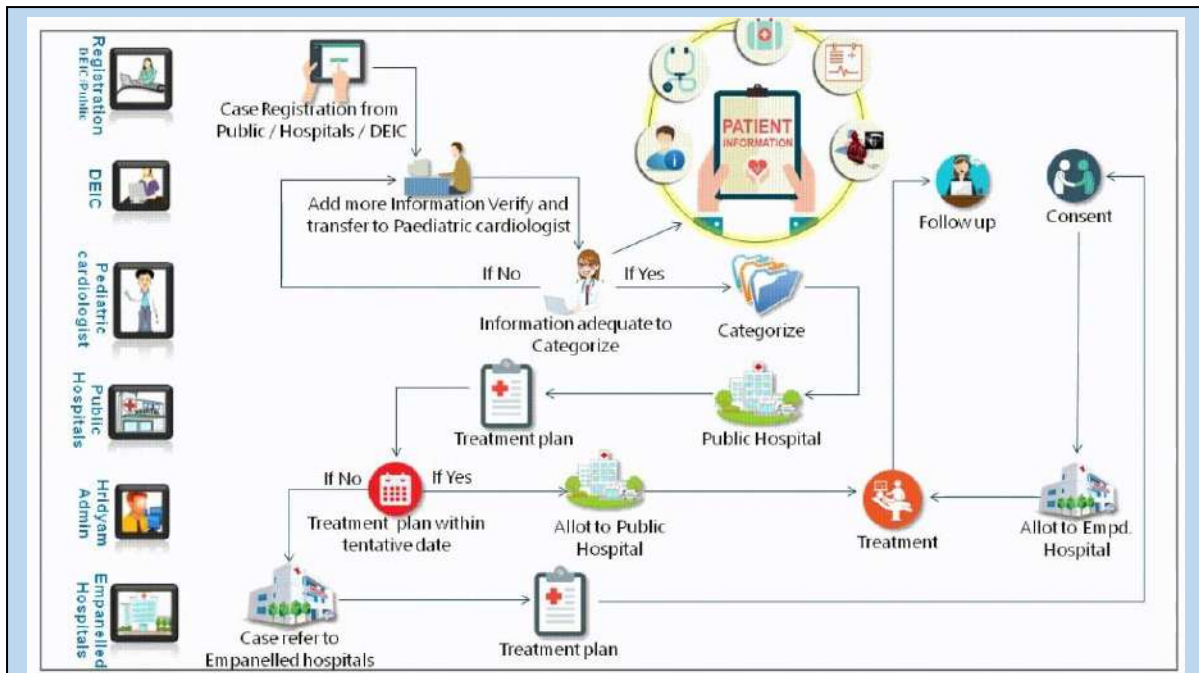 Registration
DEIC/Public
DEIC
Pediatric
cardiologist
Public
Hospitals
Hridyam
Admin
Empanelled
Hospitals
Case Registration from
Public / Hospitals / DEIC
PATIENT
INFORMATION
Add more Information Verify and
transfer to Paediatric cardiologist
Follow up
Consent
If No
If Yes
Information adequate to
Categorize
Categorize
Treatment plan
Public Hospital
If No
If Yes
Treatment plan within
tentative date
Allot to Public
Hospital
Treatment
Allot to Empd.
Hospital
Case refer to
Empanelled hospitals
Treatment plan